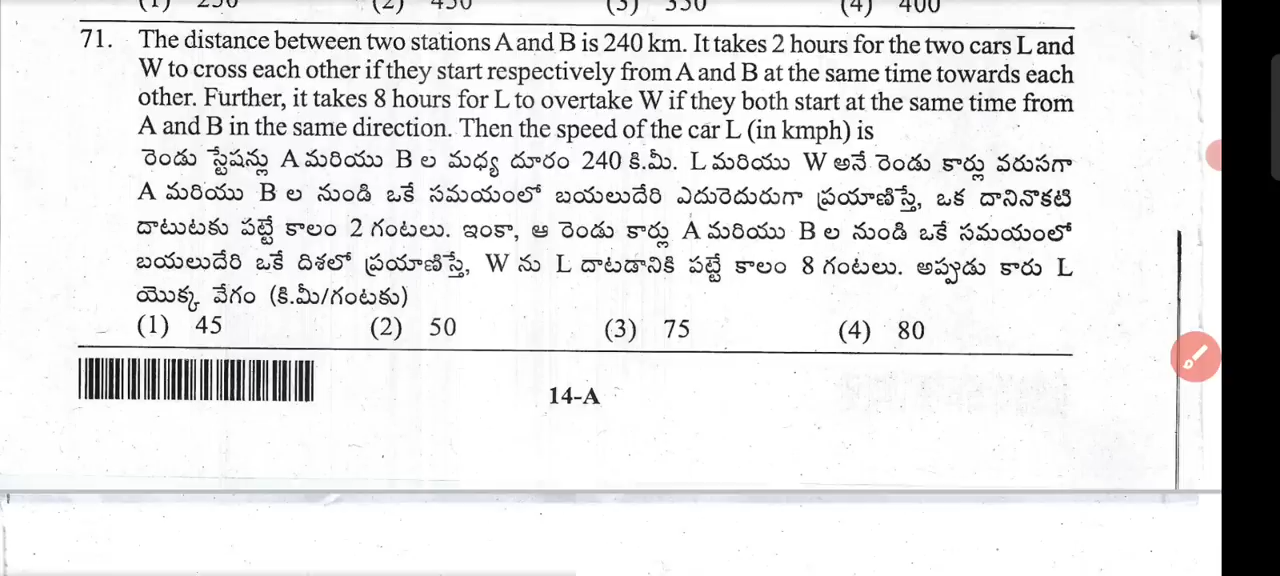 (1) 250 (2) 450 (3) 350 (4) 400
71. The distance between two stations A and B is 240 km. It takes 2 hours for the two cars L and
W to cross each other if they start respectively from A and B at the same time towards each
other. Further, it takes 8 hours for L to overtake W if they both start at the same time from
A and B in the same direction. Then the speed of the car L (in kmph) is
రెండు స్టేషన్లు A మరియు B ల మధ్య దూరం 240 కి.మీ. L మరియు W అనే రెండు కార్లు వరుసగా
A మరియు B ల నుండి ఒకే సమయంలో బయలుదేరి ఎదురెదురుగా ప్రయాణిస్తే, ఒక దానినొకటి
దాటుటకు పట్టే కాలం 2 గంటలు. ఇంకా, ఆ రెండు కార్లు A మరియు B ల నుండి ఒకే సమయంలో
బయలుదేరి ఒకే దిశలో ప్రయాణిస్తే, W ను L దాటడానికి పట్టే కాలం 8 గంటలు. అప్పుడు కారు L
యొక్క వేగం (కి.మీ/గంటకు)
(1) 45 (2) 50 (3) 75 (4) 80
14-A